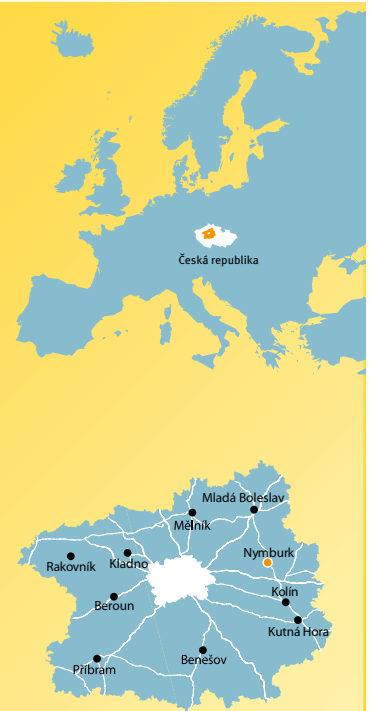 Česká republika
Mladá Boleslav
Mělník
Nymburk
Kladno
Rakovník
Kolín
Beroun
Kutná Hora
Benešov
Příbram